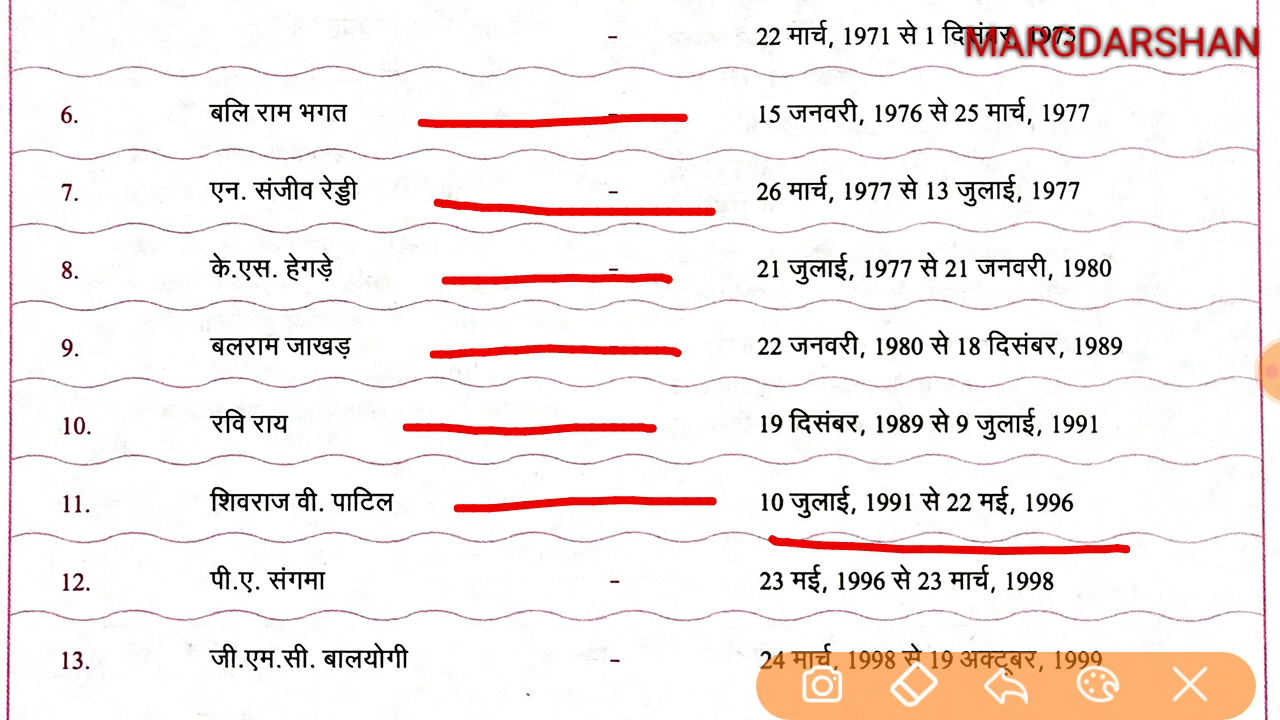 – 22 मार्च, 1971 से 1 दिसंबर, 1975
MARGDARSHAN
6. बलि राम भगत – 15 जनवरी, 1976 से 25 मार्च, 1977
7. एन. संजीव रेड्डी – 26 मार्च, 1977 से 13 जुलाई, 1977
8. के.एस. हेगड़े – 21 जुलाई, 1977 से 21 जनवरी, 1980
9. बलराम जाखड़ – 22 जनवरी, 1980 से 18 दिसंबर, 1989
10. रवि राय 19 दिसंबर, 1989 से 9 जुलाई, 1991
11. शिवराज वी. पाटिल 10 जुलाई, 1991 से 22 मई, 1996
12. पी.ए. संगमा – 23 मई, 1996 से 23 मार्च, 1998
13. जी.एम.सी. बालयोगी – 24 मार्च, 1998 से 19 अक्टूबर, 1999